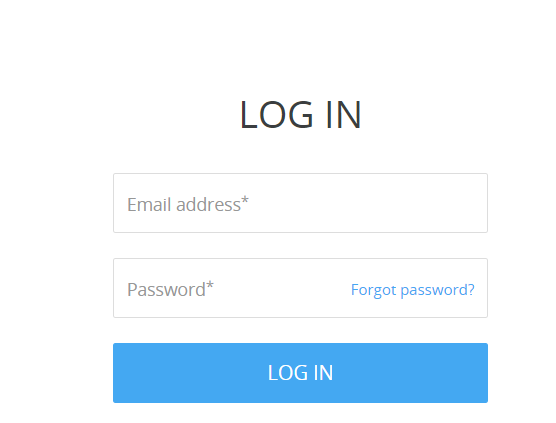 LOG IN
Email address*
Password* Forgot password?
LOG IN